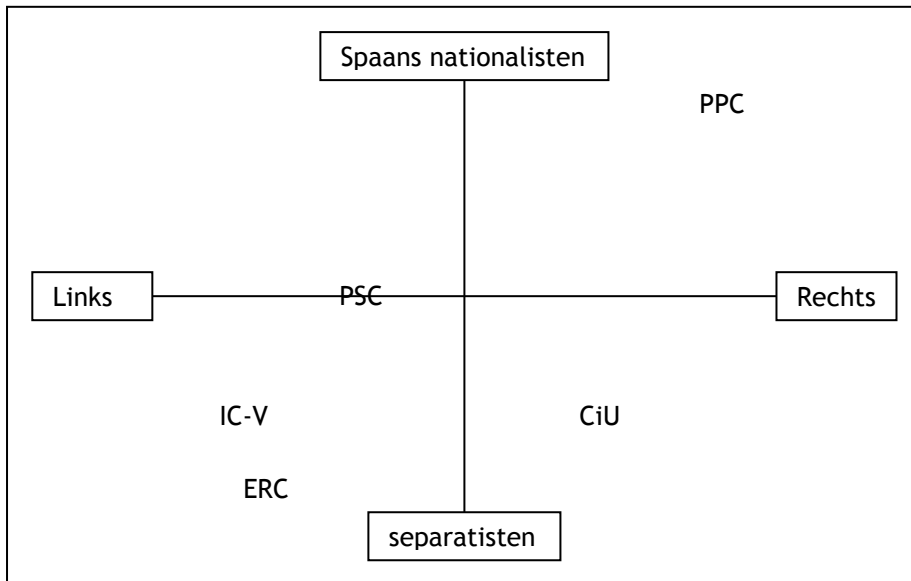 Spaans nationalisten
PPC
Links
PSC
Rechts
IC-V
CiU
ERC
separatisten